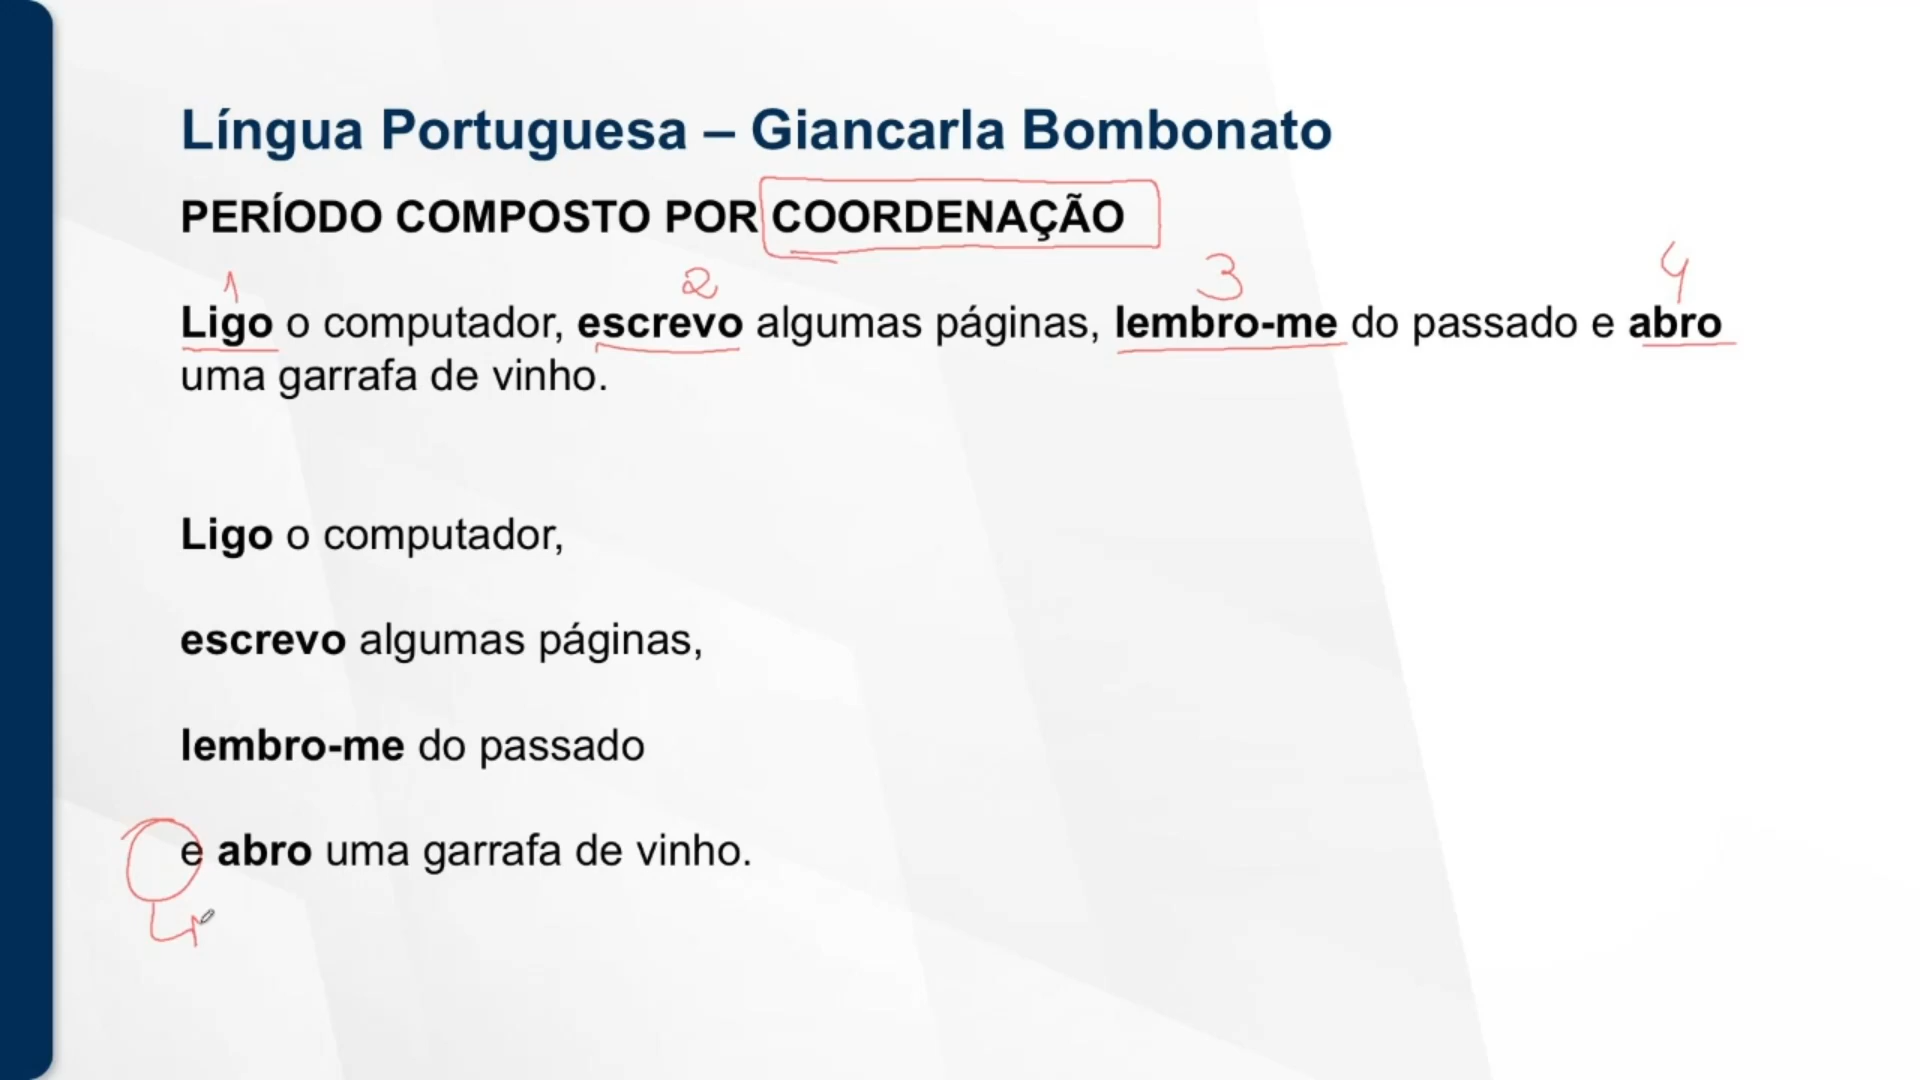 Língua Portuguesa – Giancarla Bombonato
PERÍODO COMPOSTO POR COORDENAÇÃO
1 2 3 4
Ligo o computador, escrevo algumas páginas, lembro-me do passado e abro
uma garrafa de vinho.
Ligo o computador,
escrevo algumas páginas,
lembro-me do passado
e abro uma garrafa de vinho.